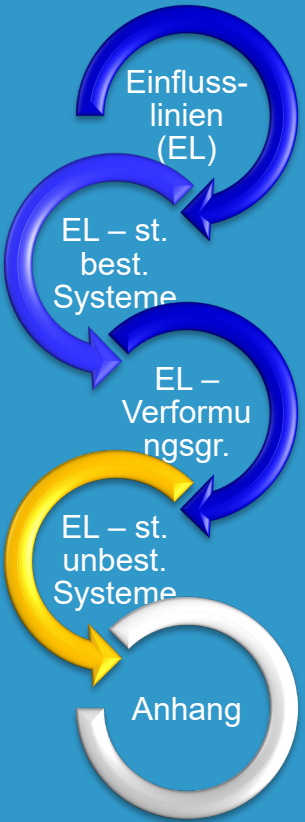 Einfluss-
linien
(EL)
EL – st.
best.
Systeme
EL –
Verformu
ngsgr.
EL – st.
unbest.
Systeme
Anhang